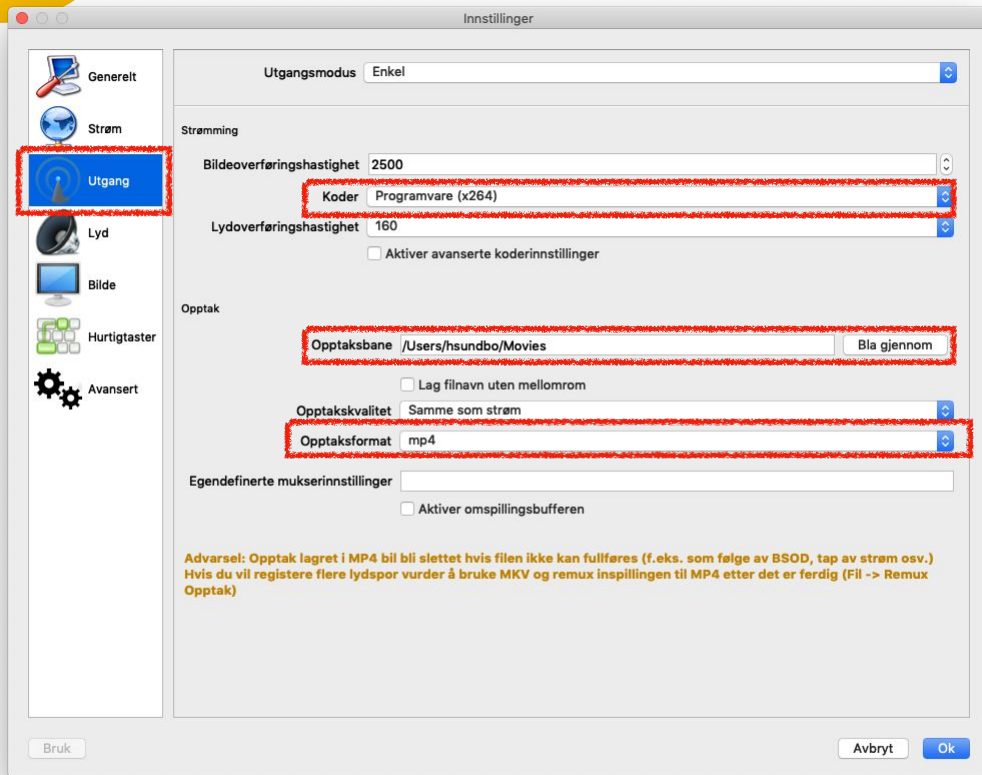 Innstillinger
Generelt
Strøm
Utgang
Lyd
Bilde
Hurtigtaster
Avansert
Utgangsmodus Enkel
Strømming
Bildeoverføringshastighet 2500
Koder Programvare (x264)
Lydoverføringshastighet 160
Aktiver avanserte koderinnstillinger
Opptak
Opptaksbane /Users/hsundbo/Movies Bla gjennom
Lag filnavn uten mellomrom
Opptakskvalitet Samme som strøm
Opptaksformat mp4
Egendefinerte mukserinnstillinger
Aktiver omspillingsbufferen
Advarsel: Opptak lagret i MP4 bil bli slettet hvis filen ikke kan fullføres (f.eks. som følge av BSOD, tap av strøm osv.)
Hvis du vil registere flere lydspor vurder å bruke MKV og remux inspillingen til MP4 etter det er ferdig (Fil -> Remux
Opptak)
Bruk Avbryt Ok